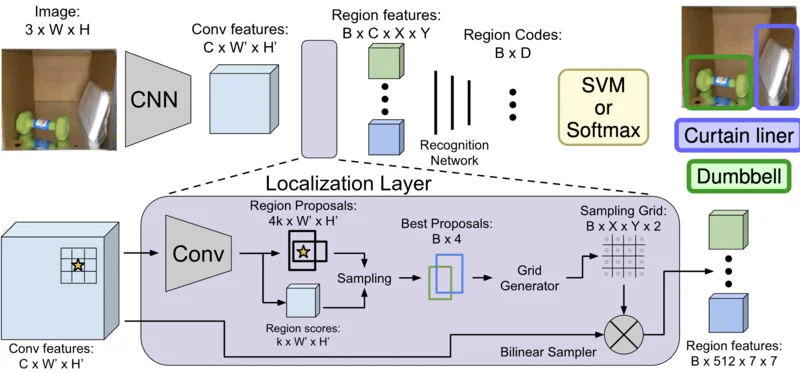 Image:
3 x W x H
CNN
Conv features:
C x W' x H'
Region features:
B x C x X x Y
Recognition
Network
Region Codes:
B x D
SVM
or
Softmax
Curtain liner
Dumbbell
Localization Layer
Conv features:
C x W' x H'
Conv
Region Proposals:
4k x W' x H'
Region scores:
k x W' x H'
Sampling
Best Proposals:
B x 4
Grid
Generator
Sampling Grid:
B x X x Y x 2
Bilinear Sampler
Region features:
B x 512 x 7 x 7